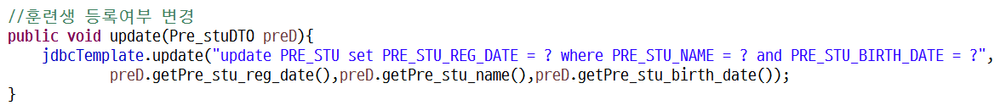 //훈련생 등록여부 변경
public void update(Pre_stuDTO preD){
jdbcTemplate.update("update PRE_STU set PRE_STU_REG_DATE = ? where PRE_STU_NAME = ? and PRE_STU_BIRTH_DATE = ?",
preD.getPre_stu_reg_date(),preD.getPre_stu_name(),preD.getPre_stu_birth_date());
}